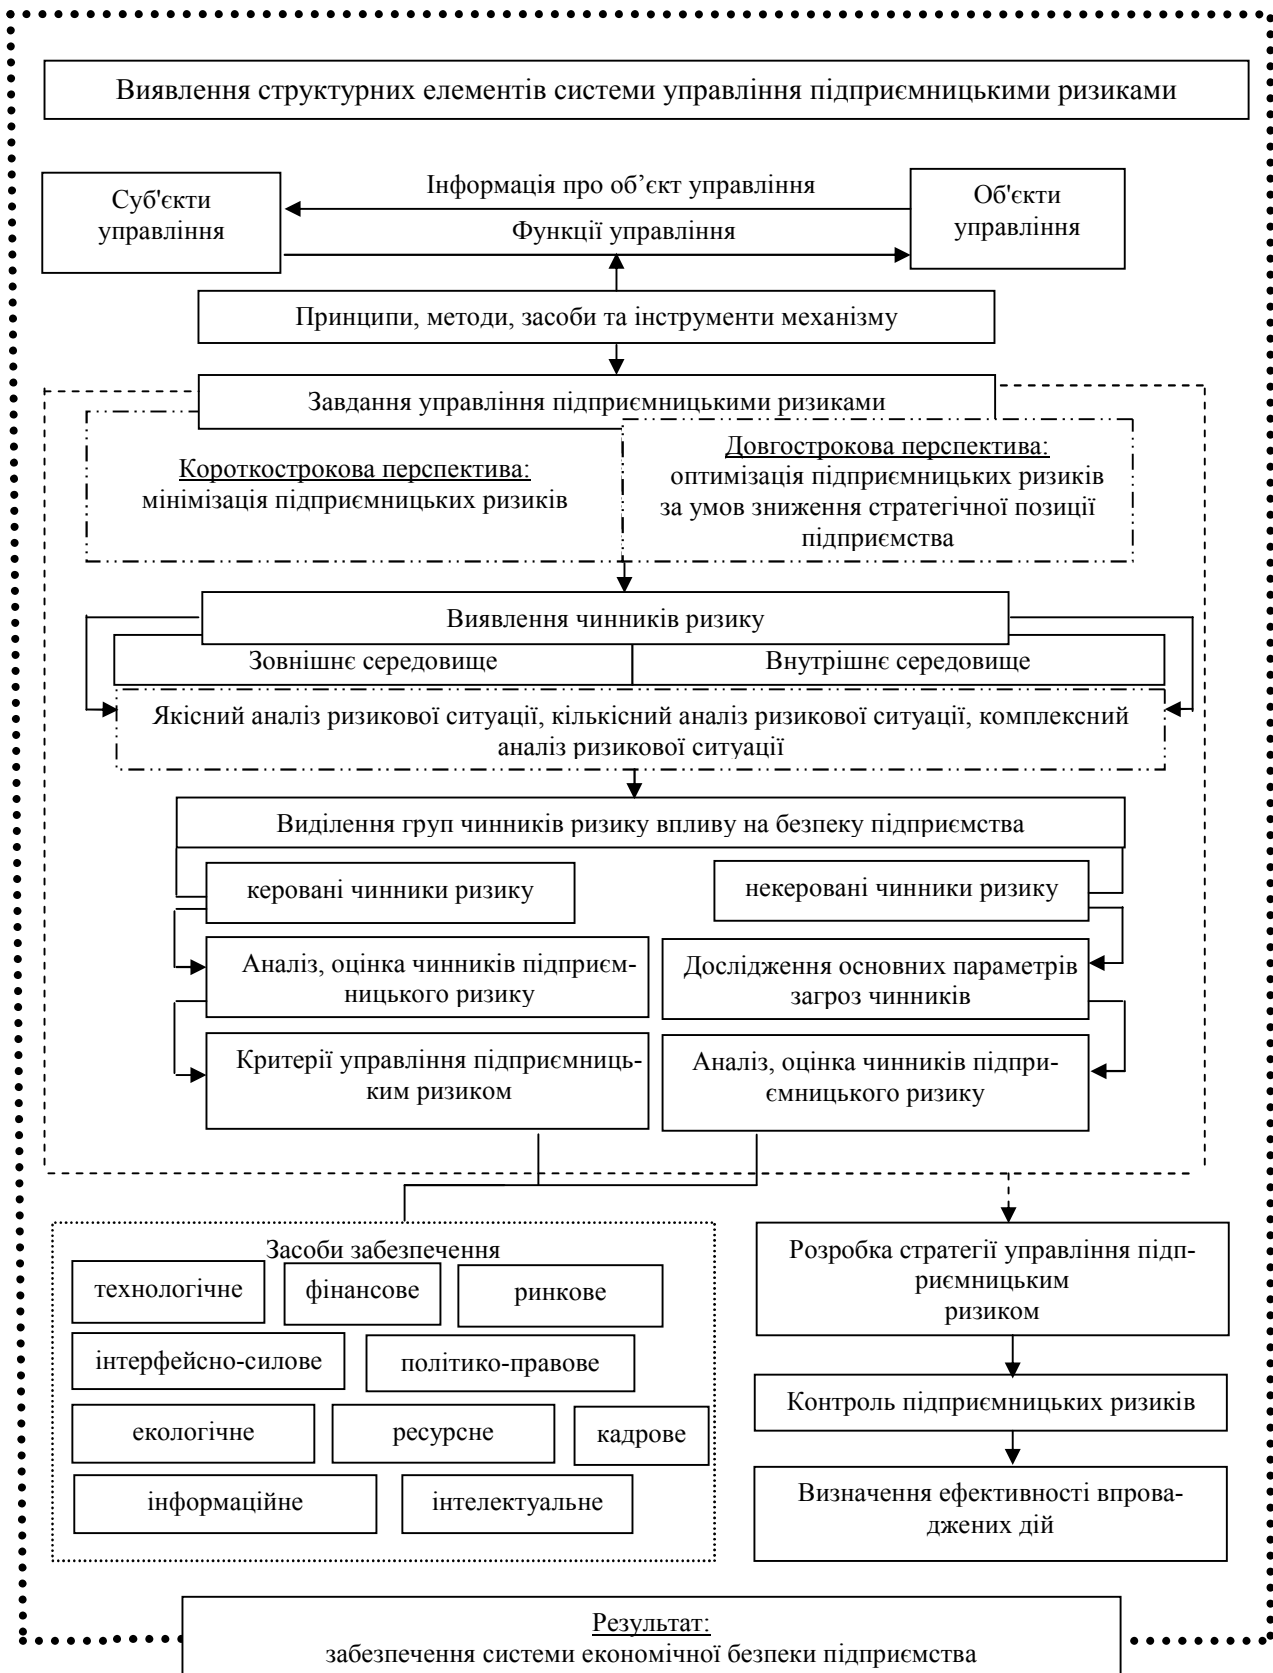 Виявлення структурних елементів системи управління підприємницькими ризиками
Суб'єкти
управління
Інформація про об’єкт управління
Функції управління
Об'єкти
управління
Принципи, методи, засоби та інструменти механізму
Завдання управління підприємницькими ризиками
Короткострокова перспектива:
мінімізація підприємницьких ризиків
Довгострокова перспектива:
оптимізація підприємницьких ризиків
за умов зниження стратегічної позиції
підприємства
Виявлення чинників ризику
Зовнішнє середовище
Внутрішнє середовище
Якісний аналіз ризикової ситуації, кількісний аналіз ризикової ситуації, комплексний
аналіз ризикової ситуації
Виділення груп чинників ризику впливу на безпеку підприємства
керовані чинники ризику
некеровані чинники ризику
Аналіз, оцінка чинників підприєм-
ницького ризику
Дослідження основних параметрів
загроз чинників
Критерії управління підприємниць-
ким ризиком
Аналіз, оцінка чинників підпри-
ємницького ризику
Засоби забезпечення
технологічне
фінансове
ринкове
інтерфейсно-силове
політико-правове
екологічне
ресурсне
кадрове
інформаційне
інтелектуальне
Розробка стратегії управління підп-
риємницьким
ризиком
Контроль підприємницьких ризиків
Визначення ефективності впрова-
джених дій
Результат:
забезпечення системи економічної безпеки підприємства